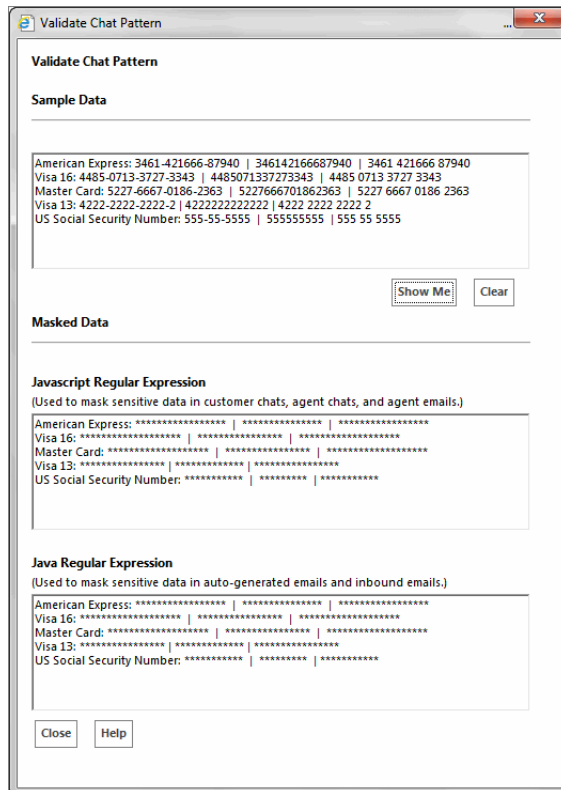 Validate Chat Pattern
... x
Validate Chat Pattern
Sample Data
American Express: 3461-421666-87940 | 346142166687940 | 3461 421666 87940
Visa 16: 4485-0713-3727-3343 | 4485071337273343 | 4485 0713 3727 3343
Master Card: 5227-6667-0186-2363 | 5227666701862363 | 5227 6667 0186 2363
Visa 13: 4222-2222-2222-2 | 4222222222222 | 4222 2222 2222 2
US Social Security Number: 555-55-5555 | 555555555 | 555 55 5555
Show Me Clear
Masked Data
Javascript Regular Expression
(Used to mask sensitive data in customer chats, agent chats, and agent emails.)
American Express: ***************** | *************** | *****************
Visa 16: ******************* | **************** | *******************
Master Card: ******************* | **************** | *******************
Visa 13: **************** | ************* | ****************
US Social Security Number: *********** | ********* | ***********
Java Regular Expression
(Used to mask sensitive data in auto-generated emails and inbound emails.)
American Express: ***************** | *************** | *****************
Visa 16: ******************* | **************** | *******************
Master Card: ******************* | **************** | *******************
Visa 13: **************** | ************* | ****************
US Social Security Number: *********** | ********* | ***********
Close Help